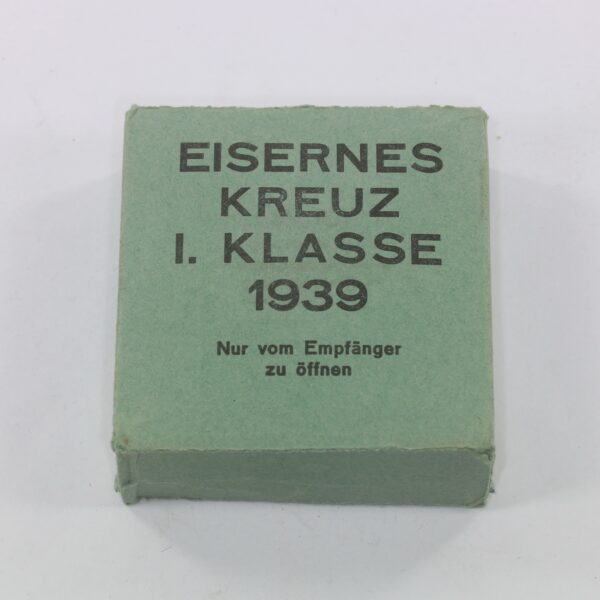 EISERNES
KREUZ
I. KLASSE
1939
Nur vom Empfänger
zu öffnen